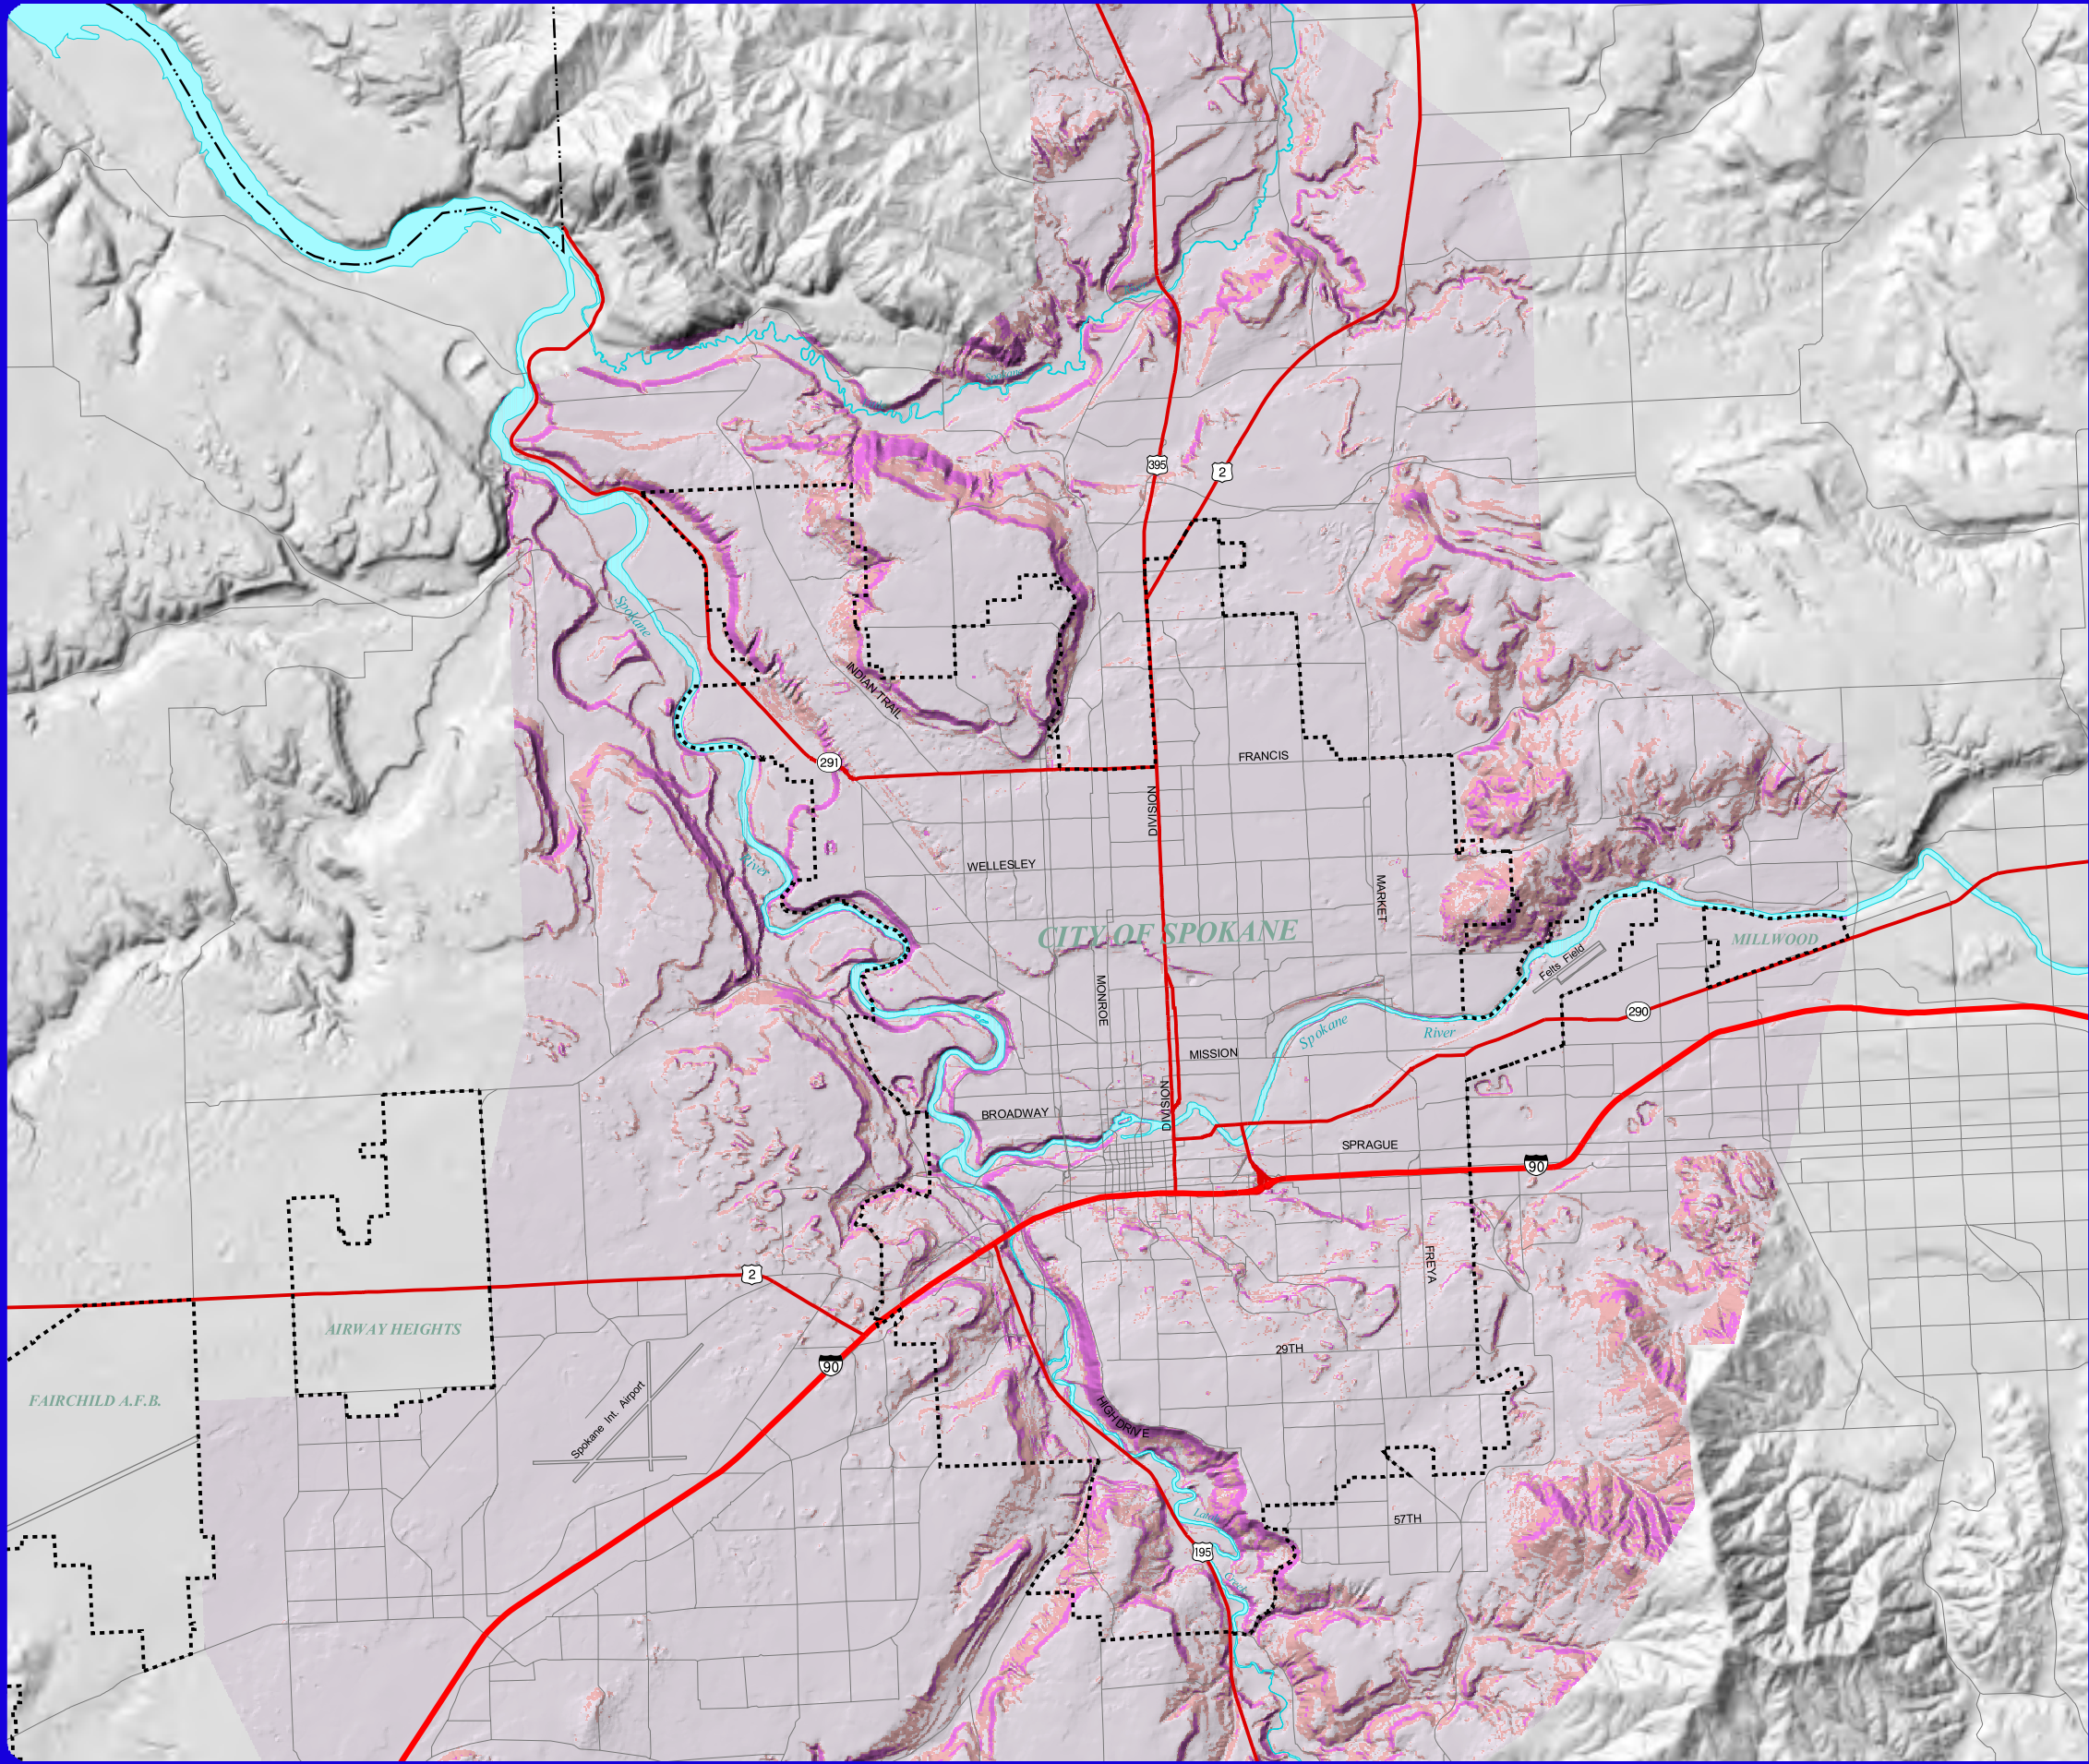 395
2
Spokane
INDIAN TRAIL
291
FRANCIS
DIVISION
River
WELLESLEY
MARKET
CITY OF SPOKANE
MILLWOOD
Felts Field
MONROE
290
Spokane
River
MISSION
DIVISION
BROADWAY
SPRAGUE
90
FREYA
2
AIRWAY HEIGHTS
29TH
90
FAIRCHILD A.F.B.
Spokane Int. Airport
HIGH DRIVE
57TH
195
Creek